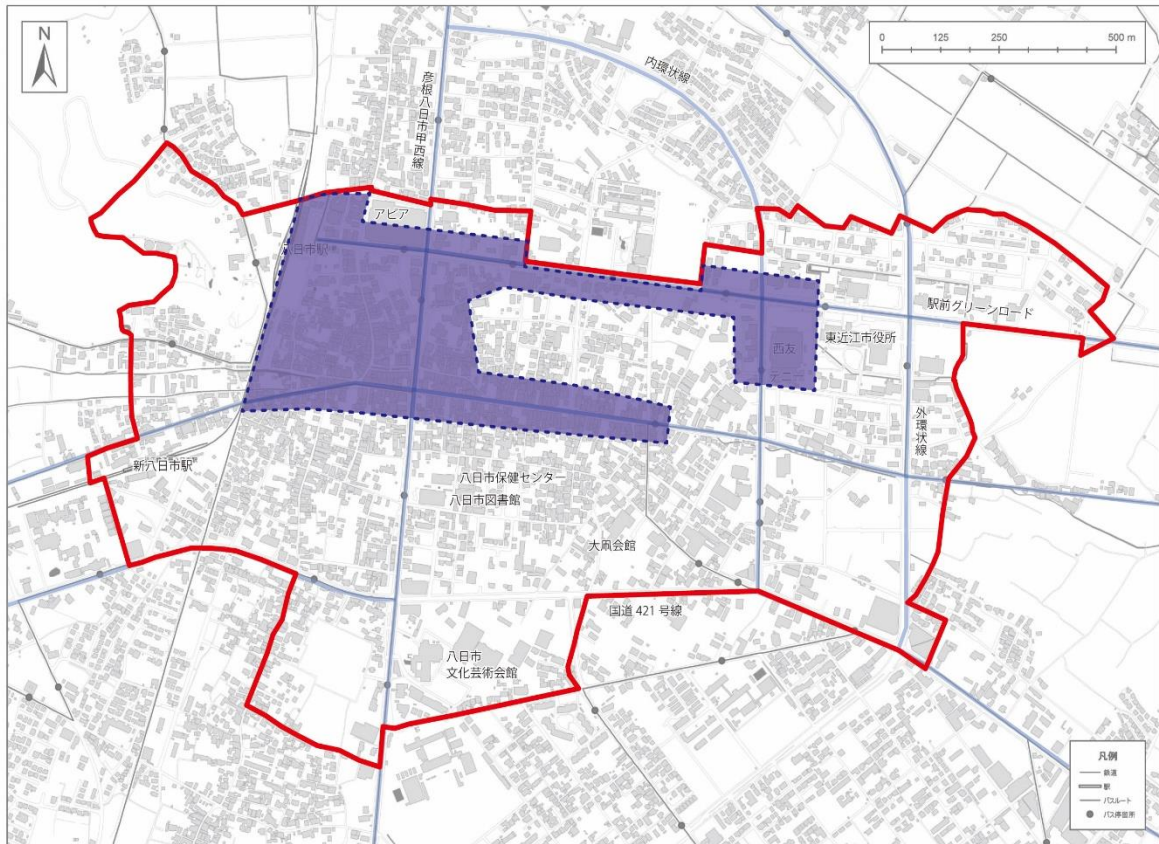 N
0 125 250 500 m
内環状線
彦根八日市甲西線
アピア
八日市駅
駅前グリーンロード
東近江市役所
西友
外環状線
新八日市駅
八日市保健センター
八日市図書館
大凧会館
国道 421 号線
八日市
文化芸術会館
凡例
鉄道
駅
バスルート
バス停留所